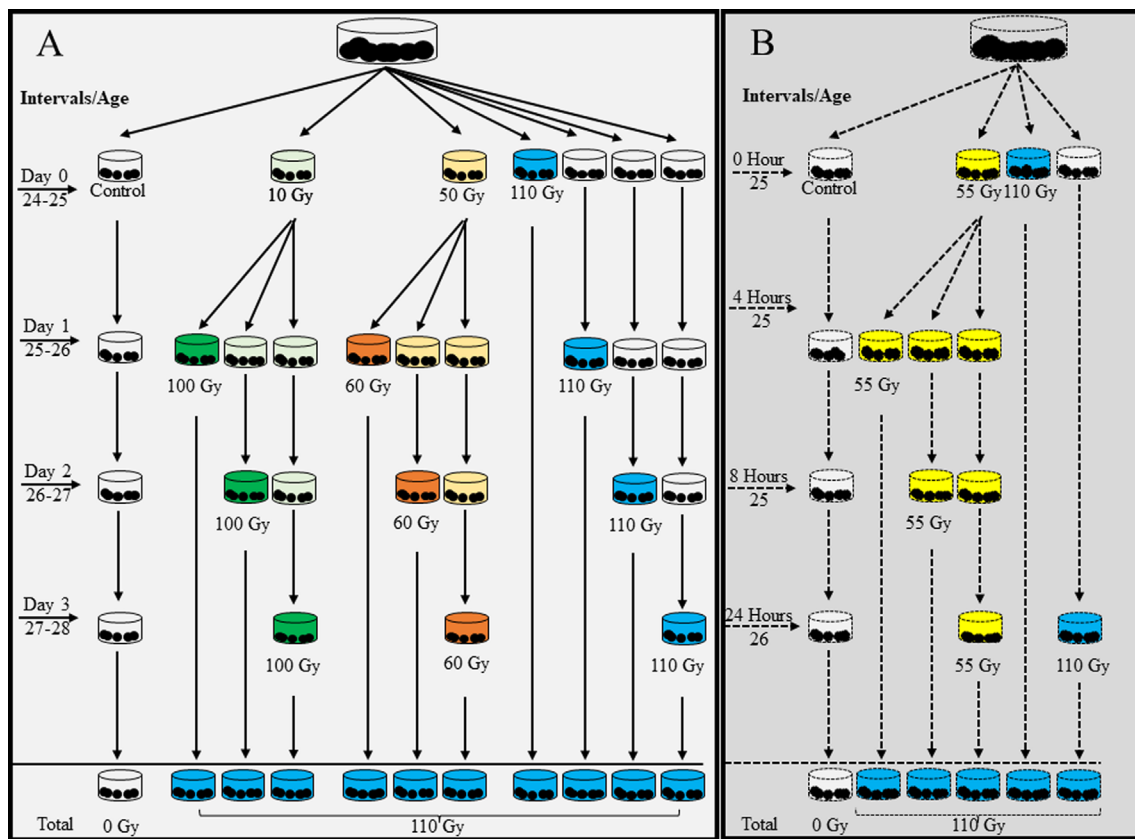 A
Intervals/Age
Day 0
24-25
Control
10 Gy
50 Gy
110 Gy
Day 1
25-26
100 Gy
60 Gy
110 Gy
Day 2
26-27
100 Gy
60 Gy
110 Gy
Day 3
27-28
100 Gy
60 Gy
110 Gy
Total
0 Gy
110 Gy
B
Intervals/Age
0 Hour
25
Control
55 Gy
110 Gy
4 Hours
25
55 Gy
8 Hours
25
55 Gy
24 Hours
26
55 Gy
110 Gy
Total
0 Gy
110 Gy